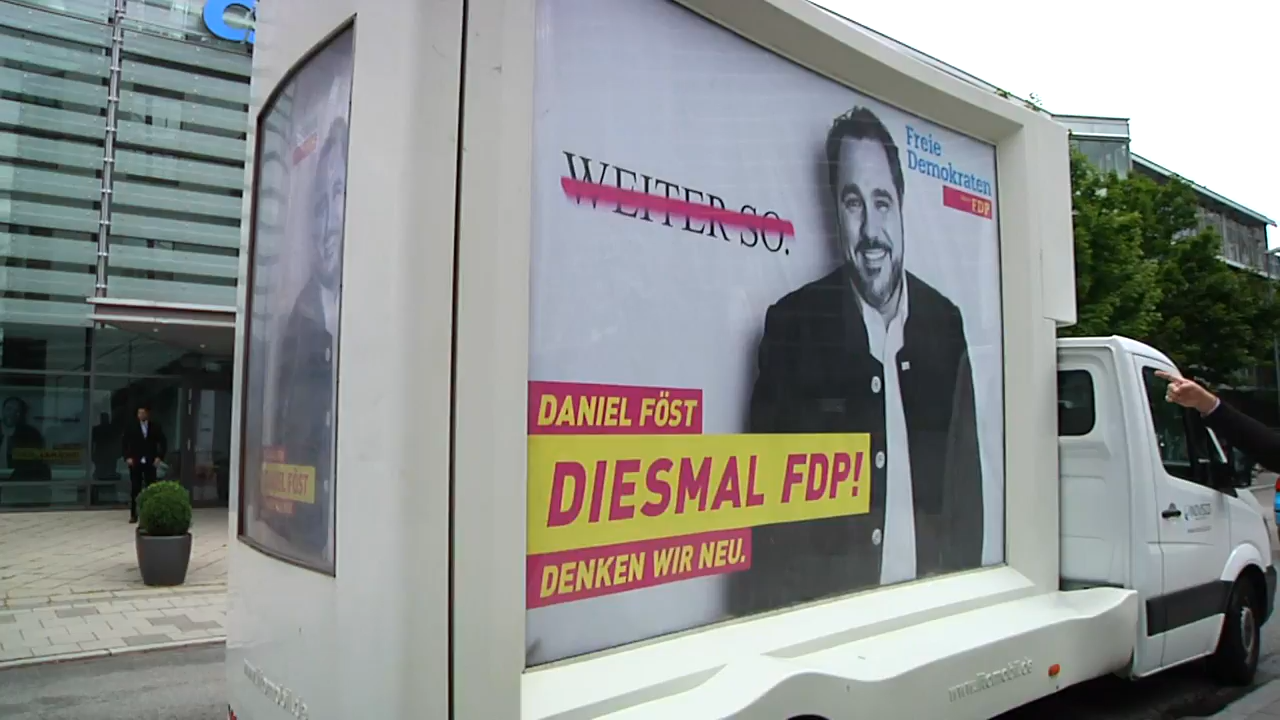 WEITER SO.
Freie
Demokraten
FDP
DANIEL FÖST
DIESMAL FDP!
DENKEN WIR NEU.